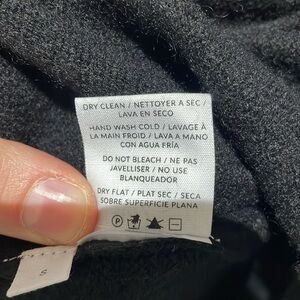 DRY CLEAN / NETTOYER A SEC /
LAVA EN SECO
HAND WASH COLD / LAVAGE À
LA MAIN FROID / LAVA A MANO
CON AGUA FRÍA
DO NOT BLEACH / NE PAS
JAVELLISER / NO USE
BLANQUEADOR
DRY FLAT / PLAT SEC / SECA
SOBRE SUPERFICIE PLANA
P
S